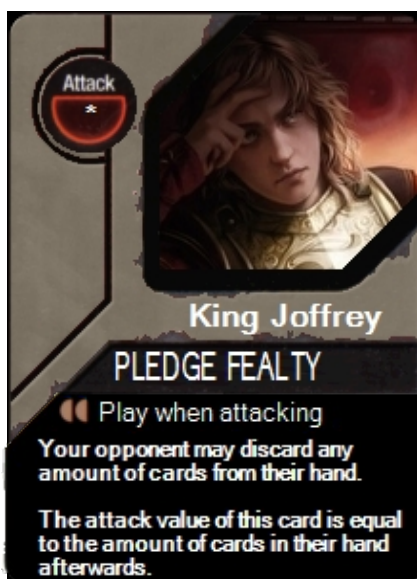 Attack
*
King Joffrey
PLEDGE FEALTY
Play when attacking
Your opponent may discard any
amount of cards from their hand.
The attack value of this card is equal
to the amount of cards in their hand
afterwards.